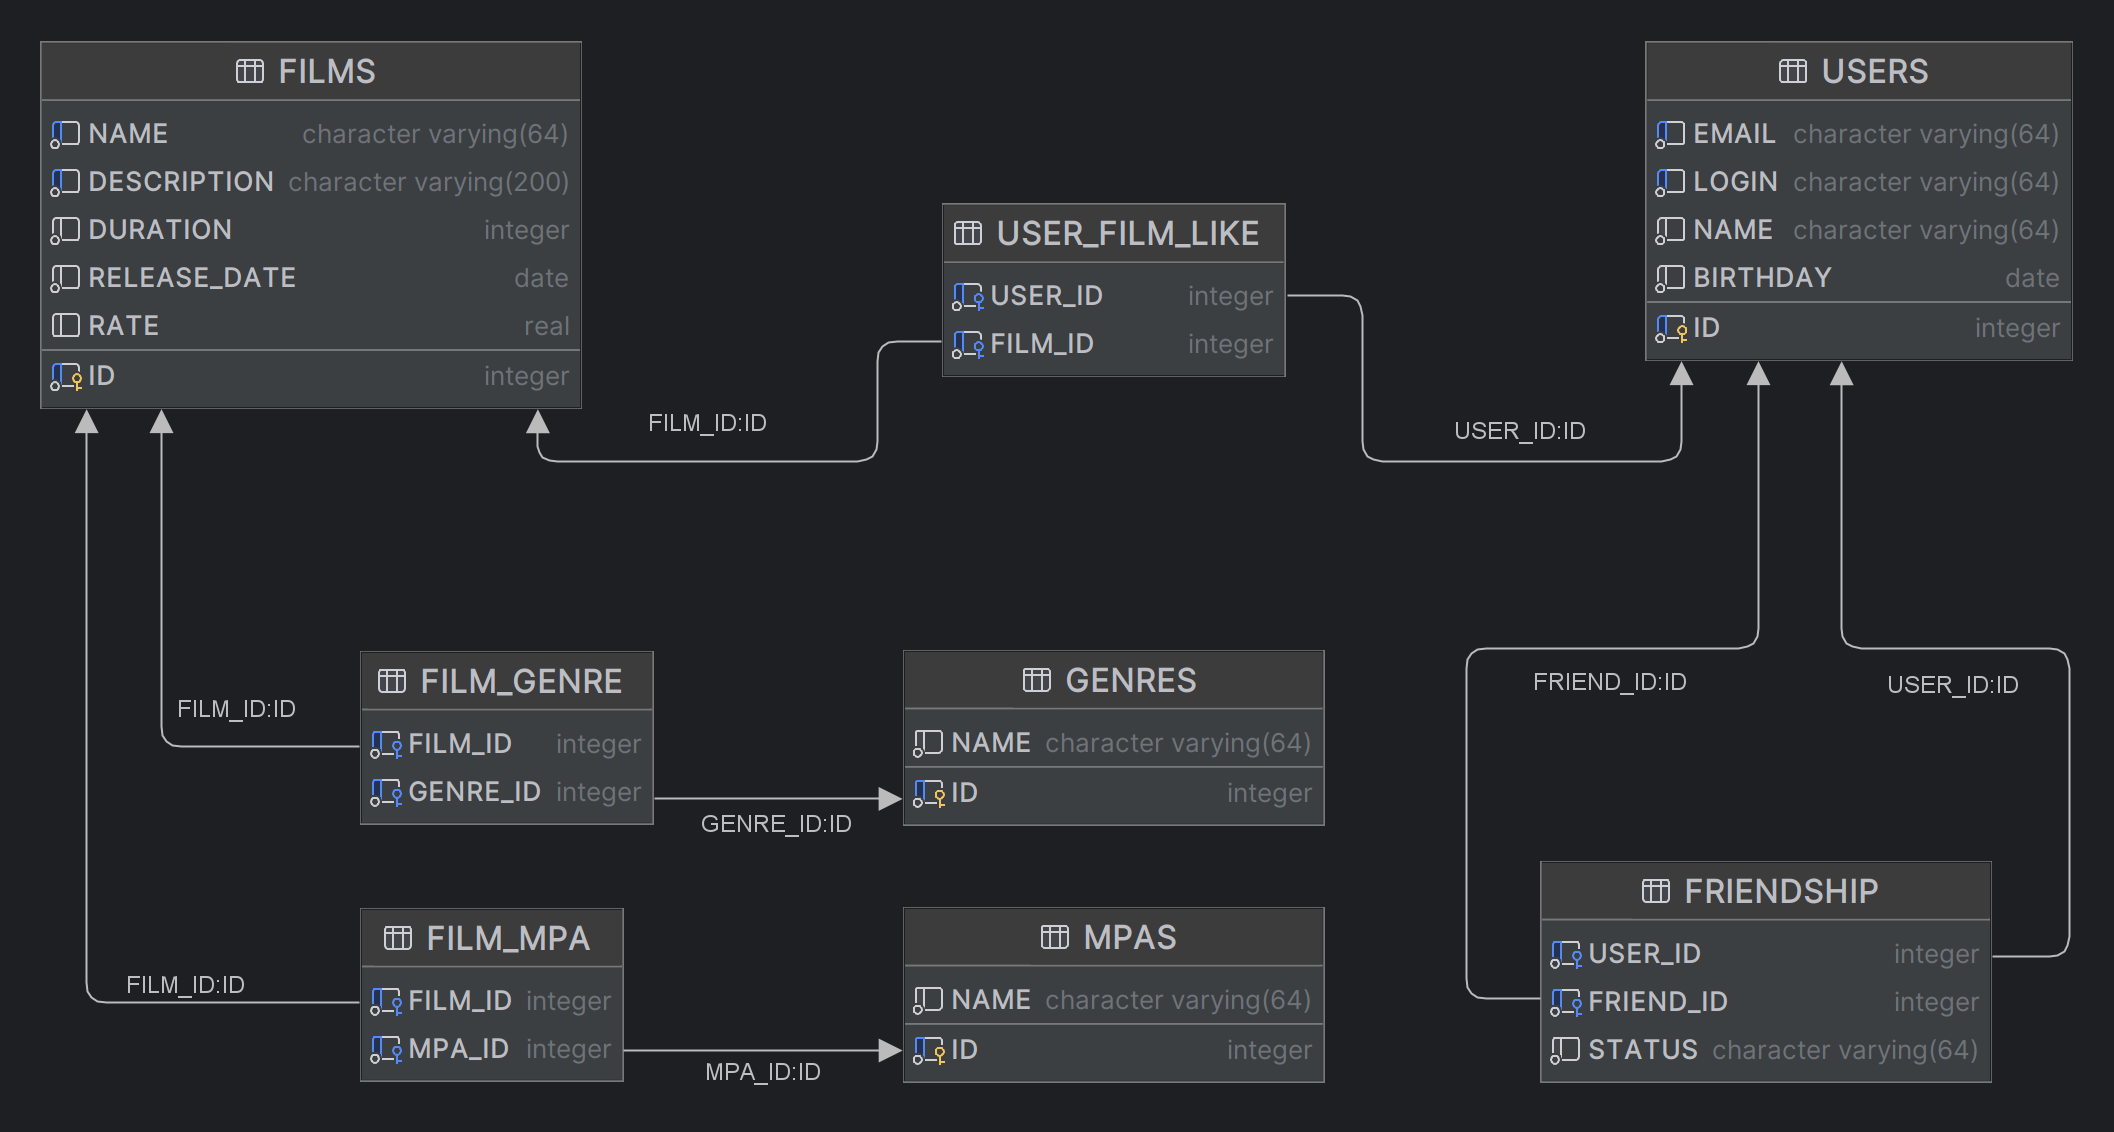 FILMS
NAME character varying(64)
DESCRIPTION character varying(200)
DURATION integer
RELEASE_DATE date
RATE real
ID integer
USERS
EMAIL character varying(64)
LOGIN character varying(64)
NAME character varying(64)
BIRTHDAY date
ID integer
USER_FILM_LIKE
USER_ID integer
FILM_ID integer
FILM_ID:ID
USER_ID:ID
FILM_GENRE
FILM_ID integer
GENRE_ID integer
FILM_ID:ID
GENRES
NAME character varying(64)
ID integer
GENRE_ID:ID
FRIEND_ID:ID
USER_ID:ID
FILM_MPA
FILM_ID integer
MPA_ID integer
FILM_ID:ID
MPAS
NAME character varying(64)
ID integer
MPA_ID:ID
FRIENDSHIP
USER_ID integer
FRIEND_ID integer
STATUS character varying(64)